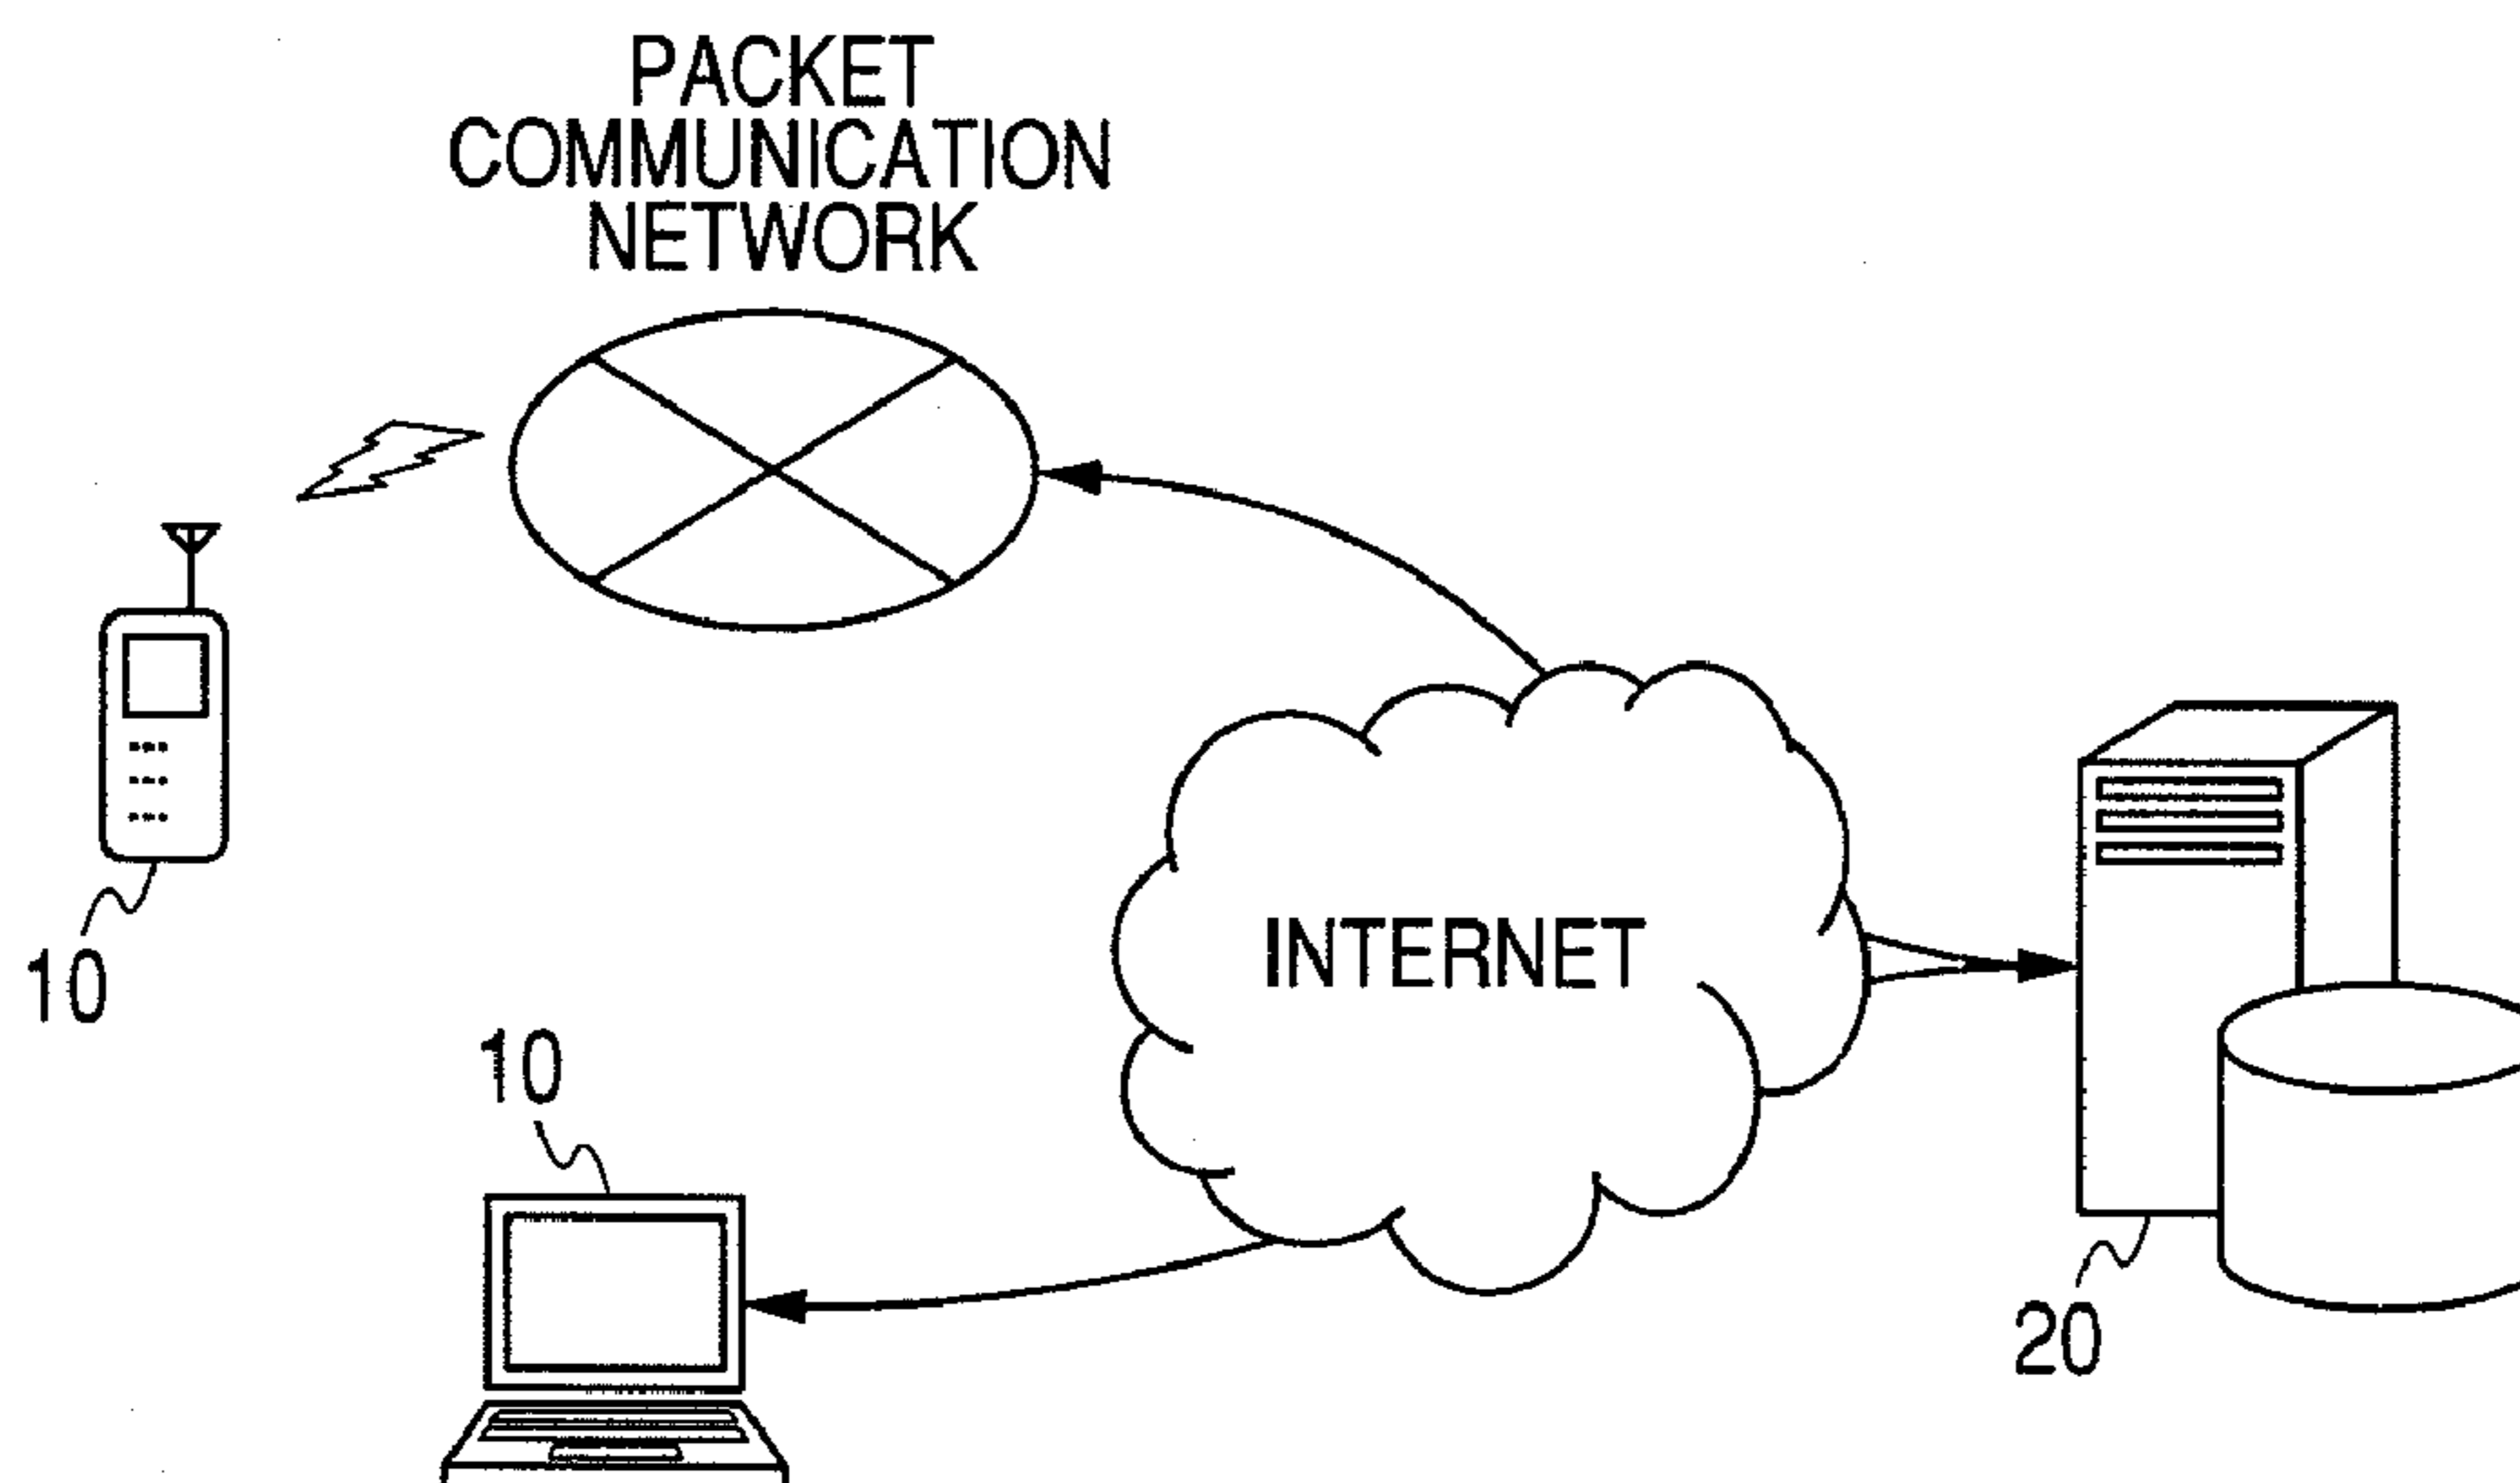 PACKET
COMMUNICATION
NETWORK
INTERNET
10
10
20